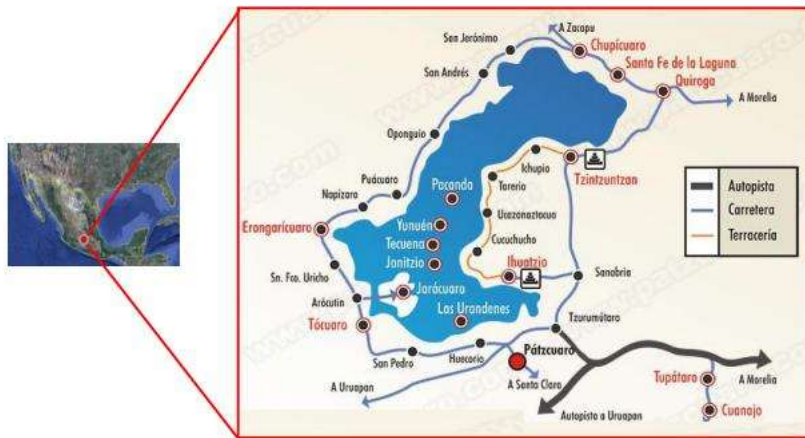 A Zacapu
San Jerónimo
Chupícuaro
Santa Fe de la Laguna
San Andrés
Quiroga
A Morelia
Oponguio
Ichupio
Tzintzuntzan
Puácuaro
Pacanda
Tarerio
Napízaro
Ucazanaztacua
Erongarícuaro
Yunuén
Tecuena
Cucuchucho
Janitzio
Ihuatzio
Sanabria
Sn. Fco. Uricho
Jarácuaro
Arócutin
Las Urandenes
Tócuaro
Tzurumútaro
San Pedro
Huecorio
Pátzcuaro
A Uruapan
A Santa Clara
Tupátaro
A Morelia
Autopista a Uruapan
Cuanajo
Autopista
Carretera
Terracería